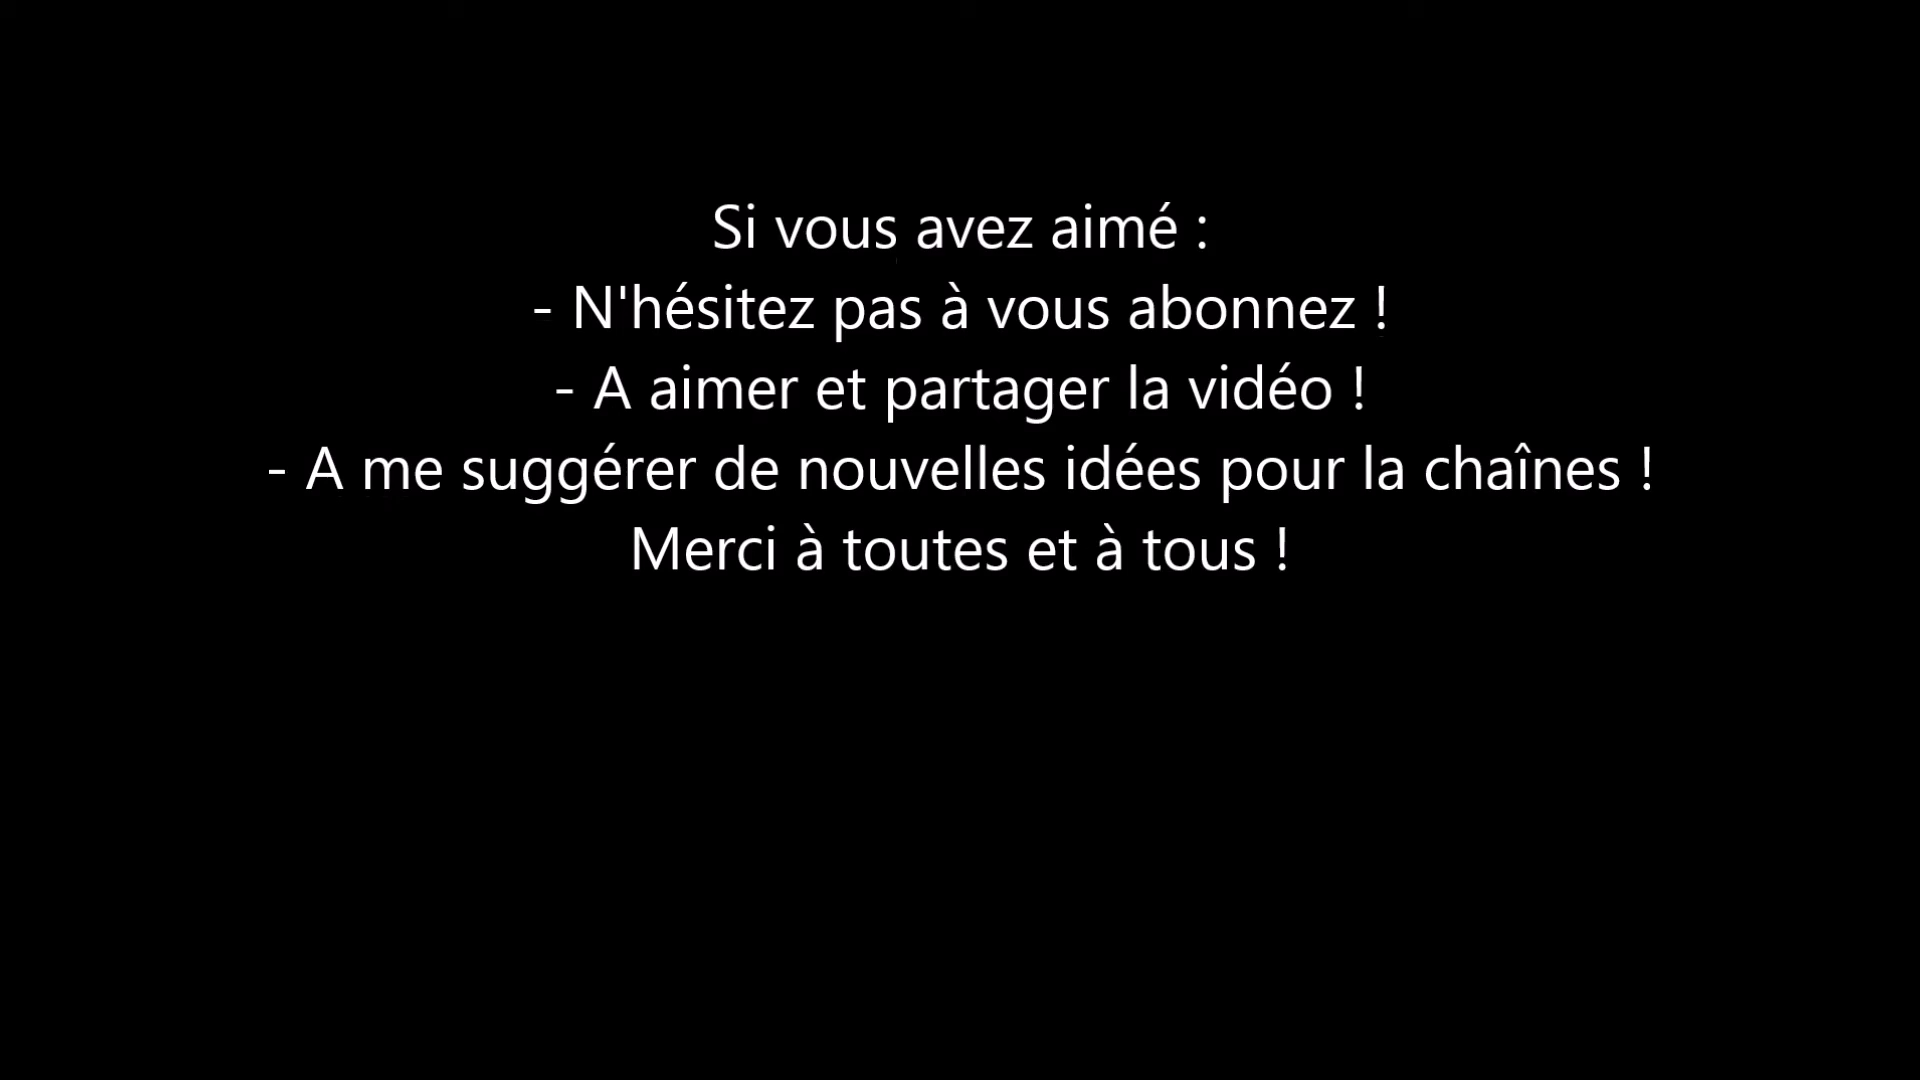 Si vous avez aimé :
- N'hésitez pas à vous abonnez !
- A aimer et partager la vidéo !
- A me suggérer de nouvelles idées pour la chaînes !
Merci à toutes et à tous !